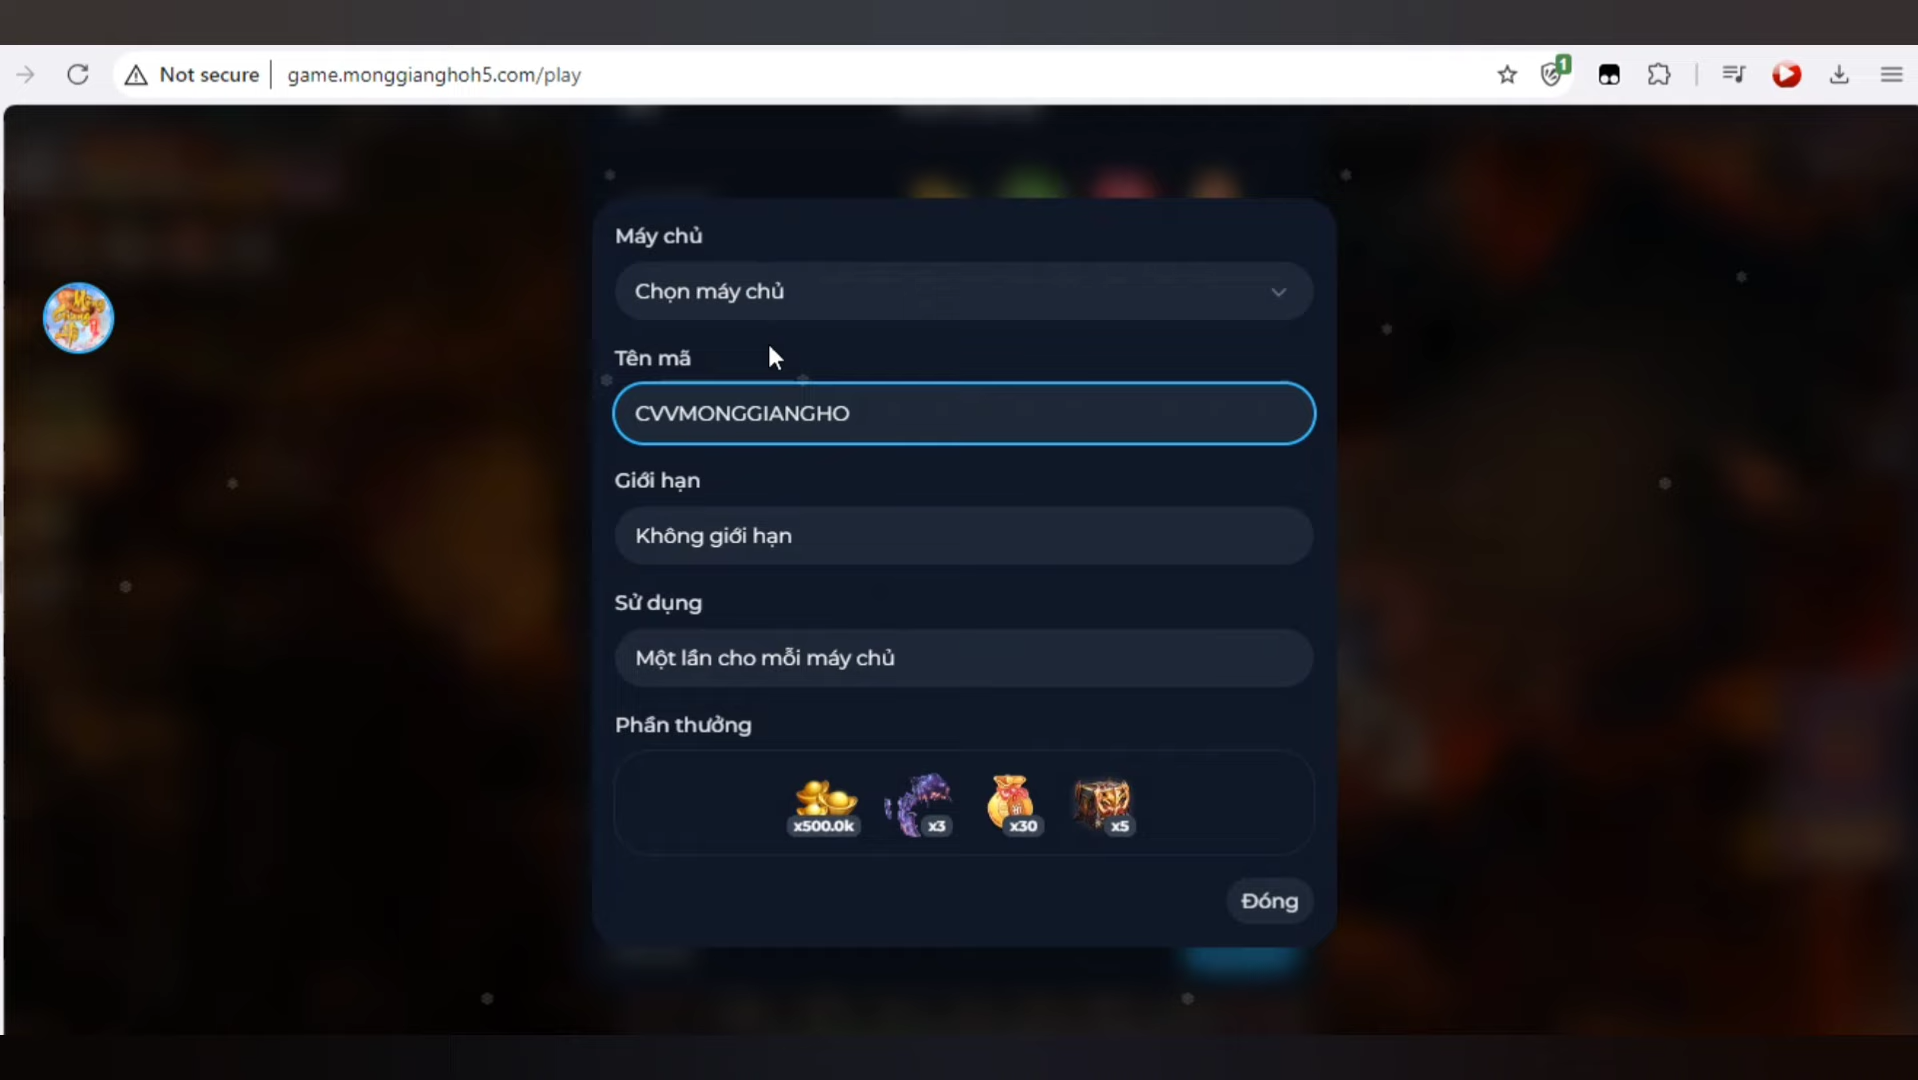 Not secure
game.monggianghoh5.com/play
1
Máy chủ
Chọn máy chủ
Tên mã
CVVMONGGIANGHO
Giới hạn
Không giới hạn
Sử dụng
Một lần cho mỗi máy chủ
Phần thưởng
x500.0k
x3
x30
x5
Đóng